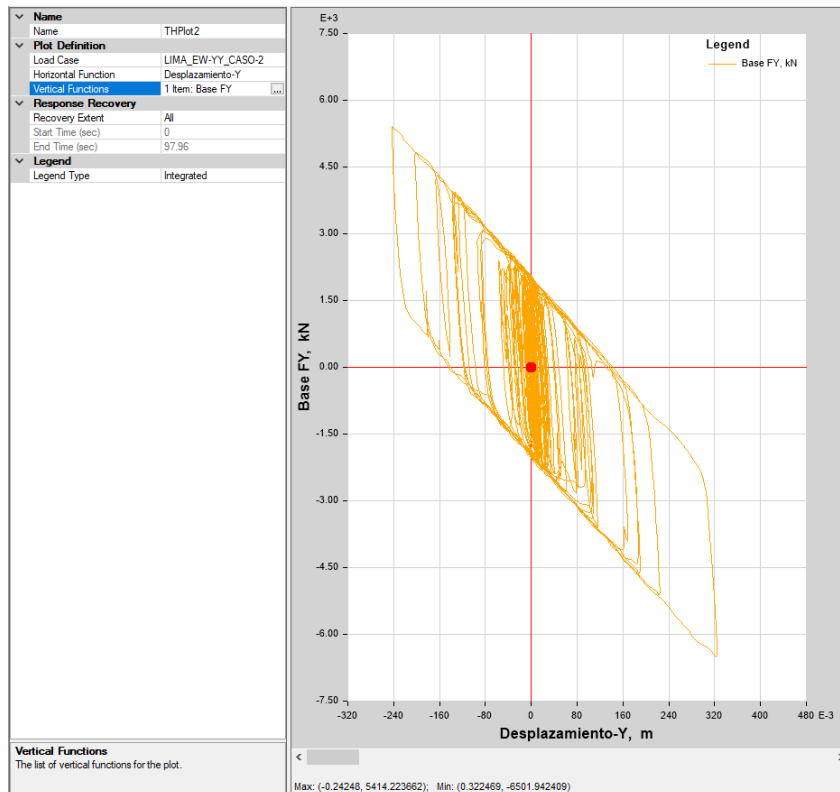 Name
Name THPlot2
Plot Definition
Load Case LIMA_EW-YY_CASO-2
Horizontal Function Desplazamiento-Y
Vertical Functions 1 Item: Base FY ...
Response Recovery
Recovery Extent All
Start Time (sec) 0
End Time (sec) 97.96
Legend
Legend Type Integrated
Vertical Functions
The list of vertical functions for the plot.
E+3
7.50
6.00
4.50
3.00
1.50
0.00
-1.50
-3.00
-4.50
-6.00
-7.50
Base FY, kN
Legend
Base FY, kN
-320 -240 -160 -80 0 80 160 240 320 400 480 E-3
Desplazamiento-Y, m
Max: (-0.24248, 5414.223662); Min: (0.322469, -6501.942409)